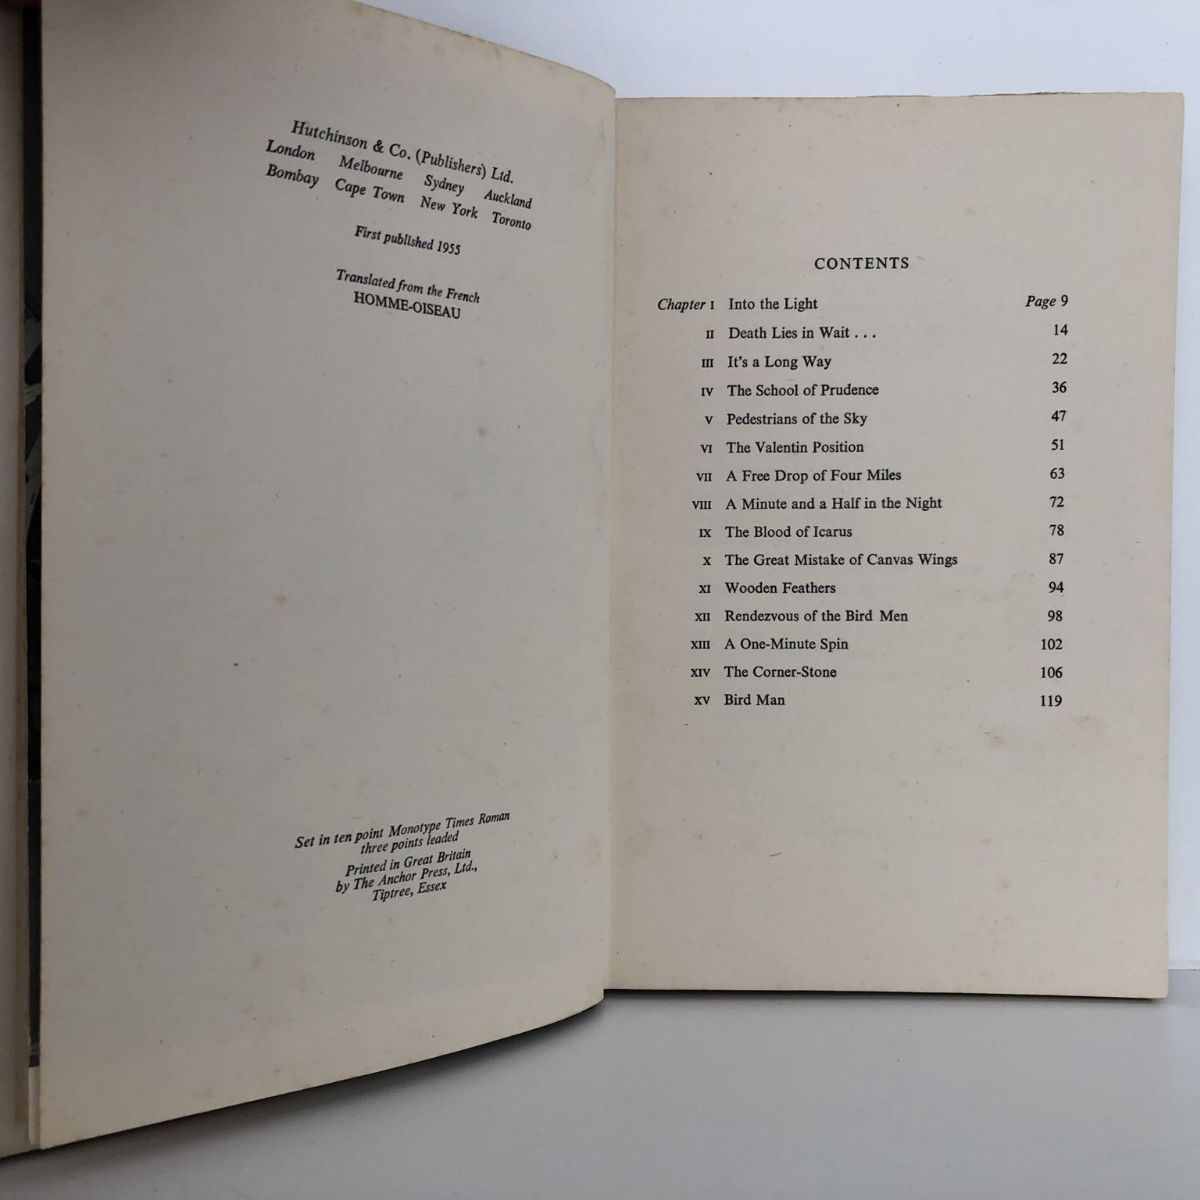 Hutchinson & Co. (Publishers) Ltd.
London Melbourne Sydney Auckland
Bombay Cape Town New York Toronto
First published 1955
Translated from the French
HOMME-OISEAU
Set in ten point Monotype Times Roman
three points leaded
Printed in Great Britain
by The Anchor Press, Ltd.,
Tiptree, Essex
CONTENTS
Chapter I Into the Light Page 9
II Death Lies in Wait . . . 14
III It's a Long Way 22
IV The School of Prudence 36
V Pedestrians of the Sky 47
VI The Valentin Position 51
VII A Free Drop of Four Miles 63
VIII A Minute and a Half in the Night 72
IX The Blood of Icarus 78
X The Great Mistake of Canvas Wings 87
XI Wooden Feathers 94
XII Rendezvous of the Bird Men 98
XIII A One-Minute Spin 102
XIV The Corner-Stone 106
XV Bird Man 119